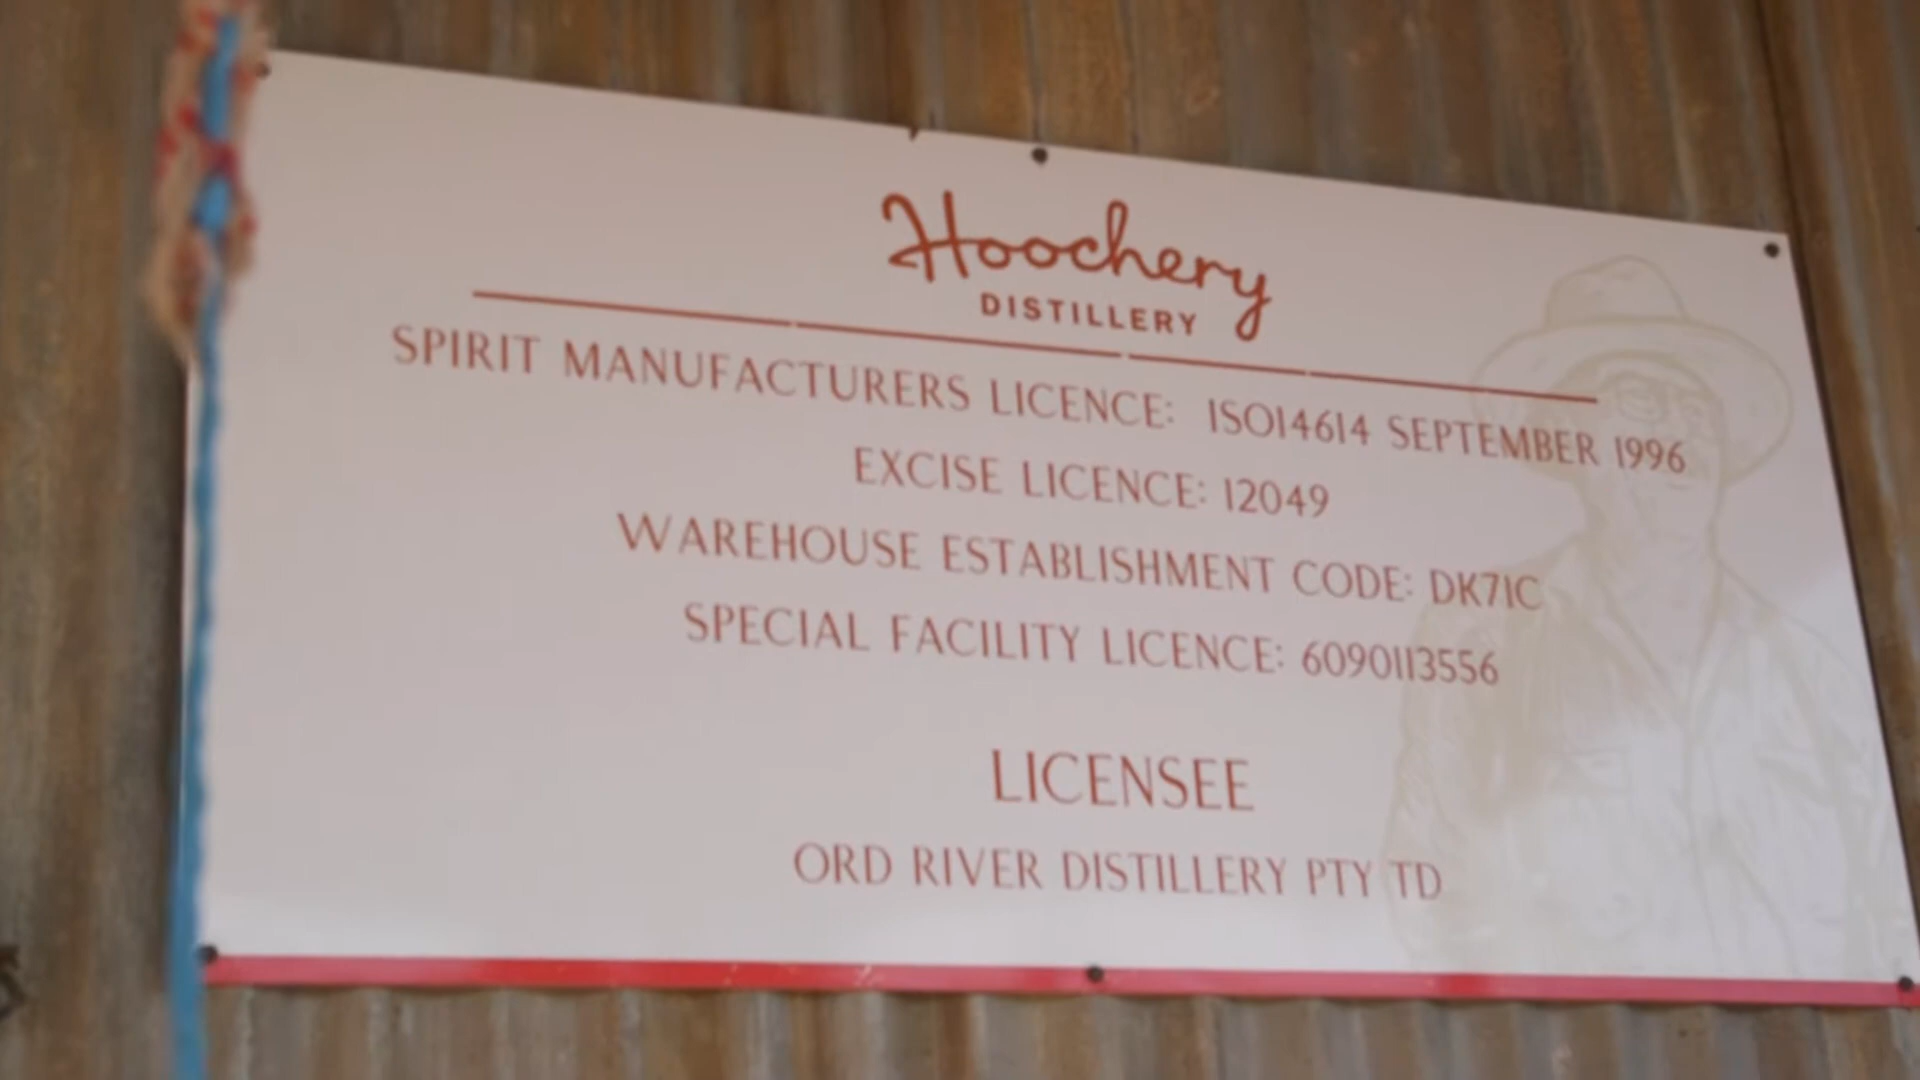 Hoochery
DISTILLERY
SPIRIT MANUFACTURERS LICENCE: ISO14614 SEPTEMBER 1996
EXCISE LICENCE: 12049
WAREHOUSE ESTABLISHMENT CODE: DK71C
SPECIAL FACILITY LICENCE: 6090113556
LICENSEE
ORD RIVER DISTILLERY PTY TD